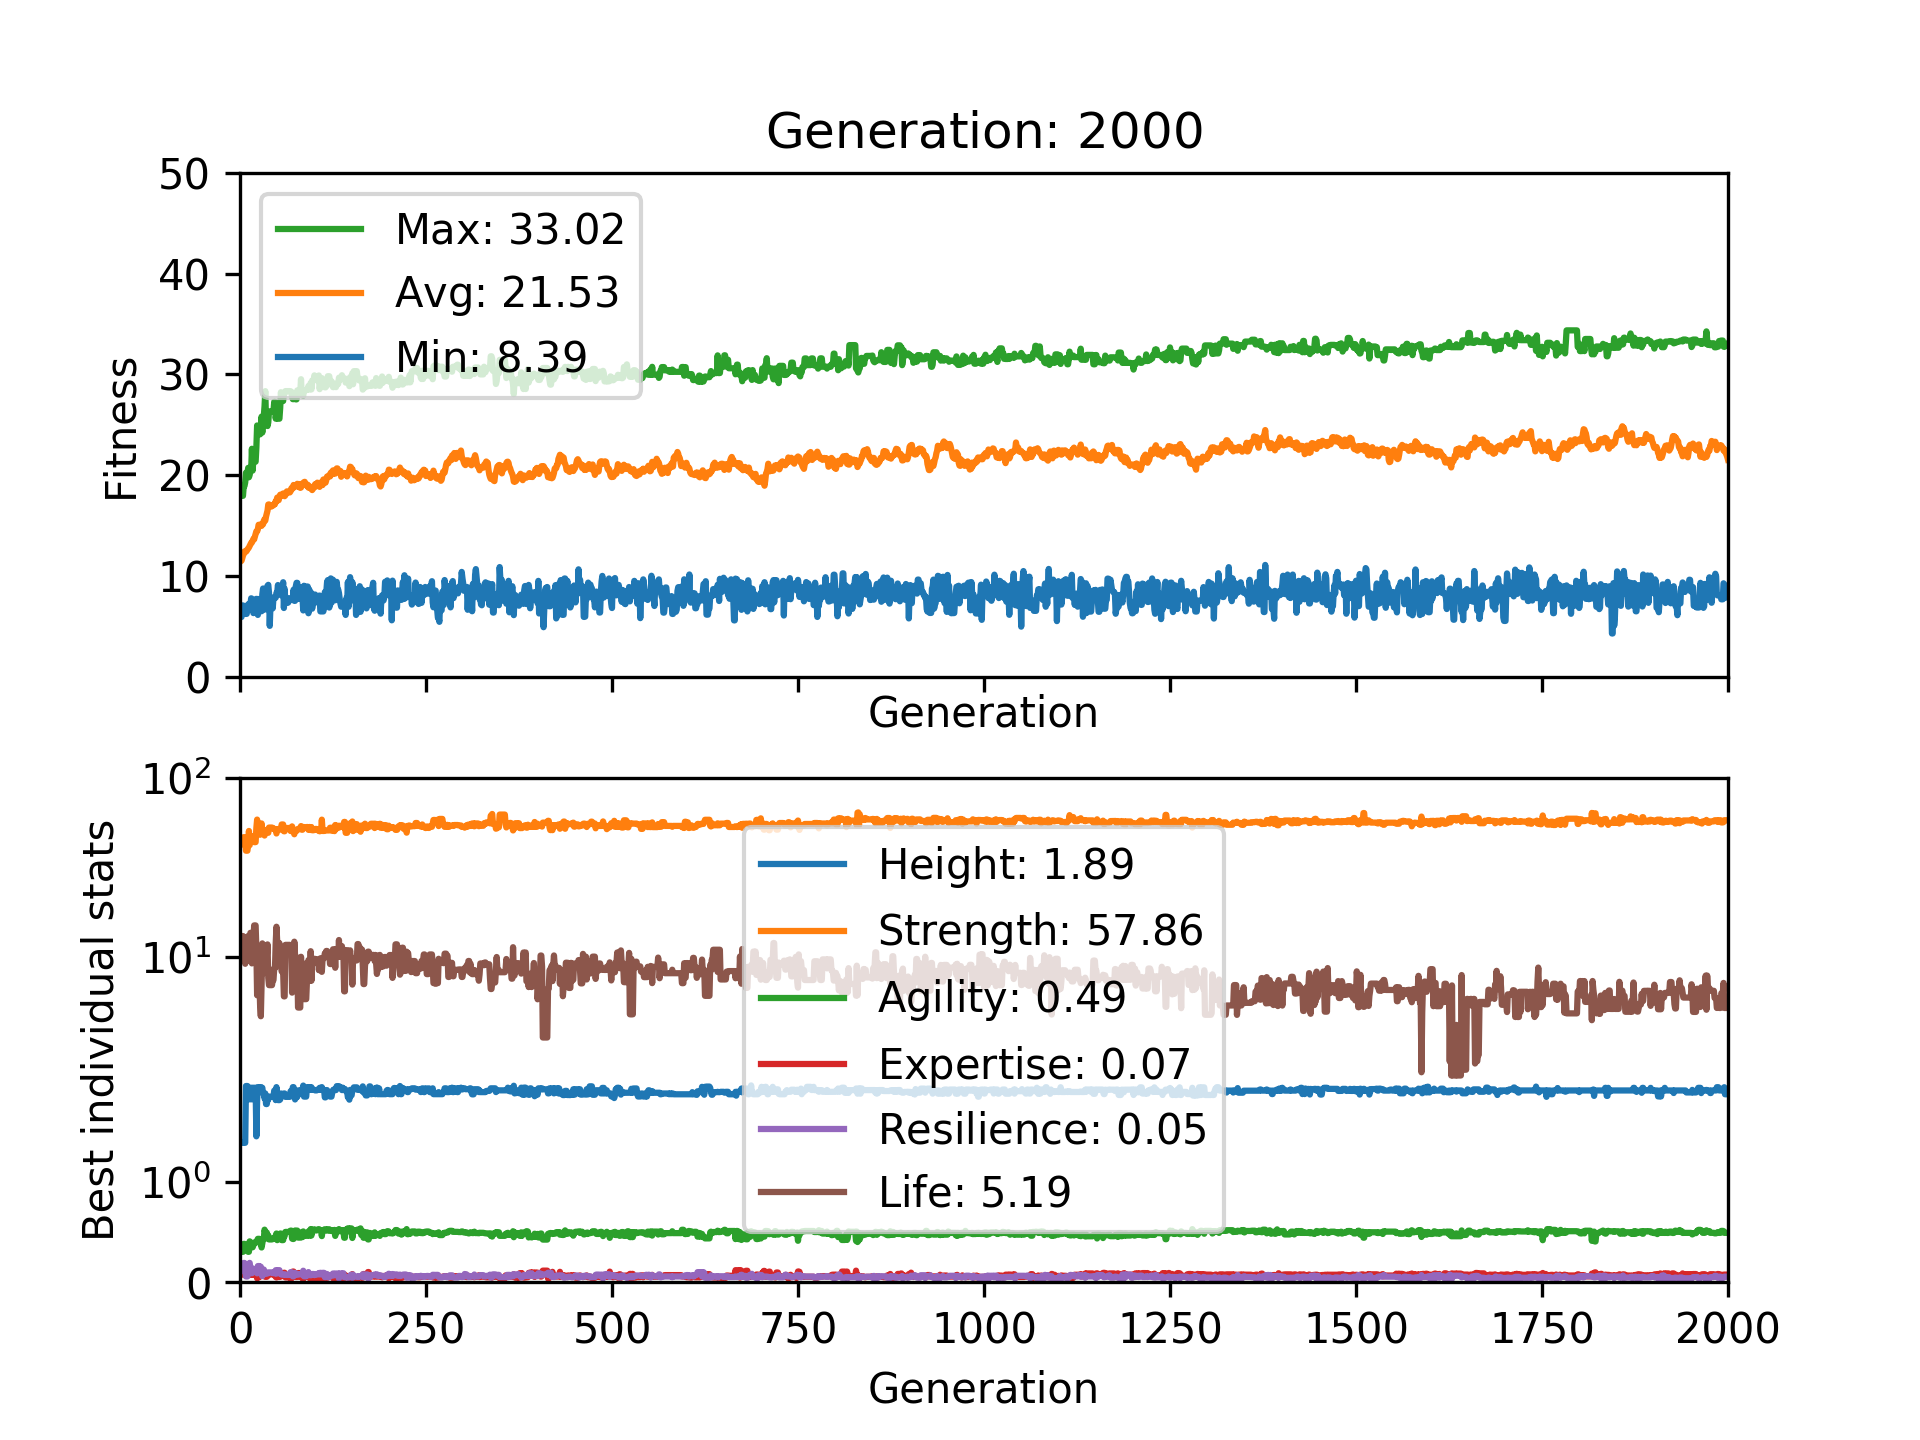 Generation: 2000
50
40
30
20
10
0
Fitness
Max: 33.02
Avg: 21.53
Min: 8.39
Generation
10²
10¹
10⁰
0
Best individual stats
Height: 1.89
Strength: 57.86
Agility: 0.49
Expertise: 0.07
Resilience: 0.05
Life: 5.19
0 250 500 750 1000 1250 1500 1750 2000
Generation